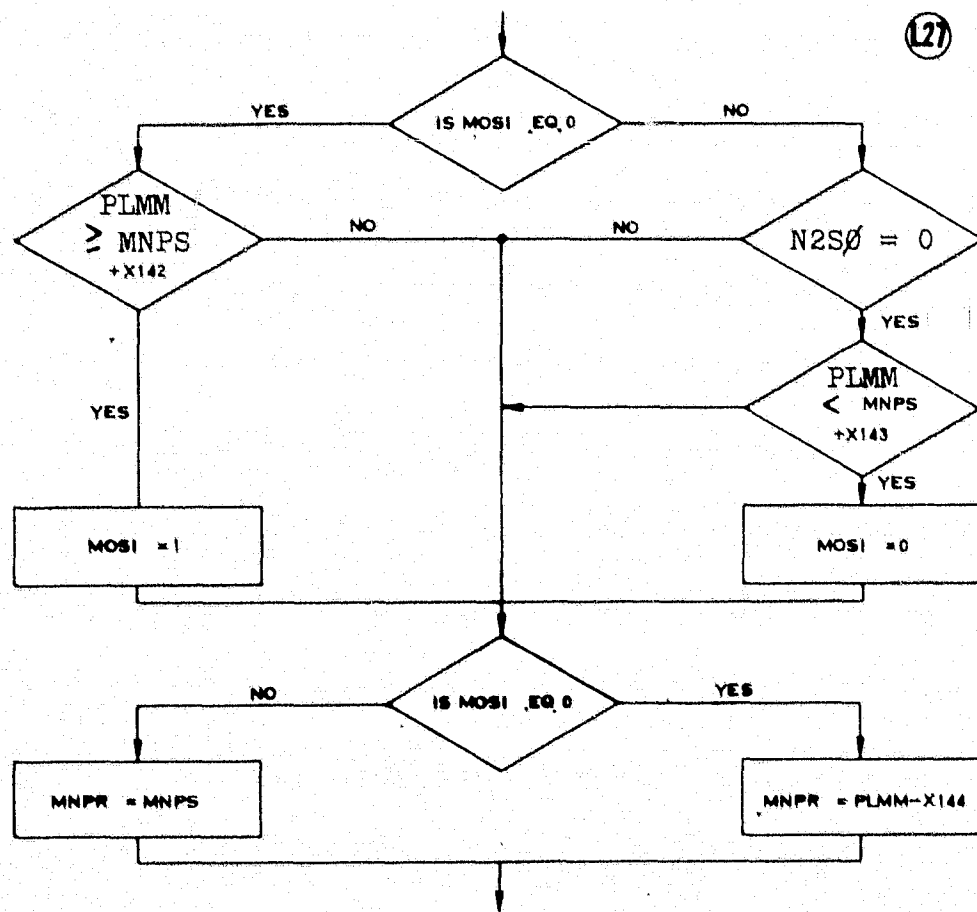 L27
IS MOSI .EQ. 0
YES
NO
PLMM
≥ MNPS
+X142
NO
NO
N2SØ = 0
YES
PLMM
< MNPS
+X143
YES
YES
MOSI = 1
MOSI = 0
IS MOSI .EQ. 0
NO
YES
MNPR = MNPS
MNPR = PLMM-X144